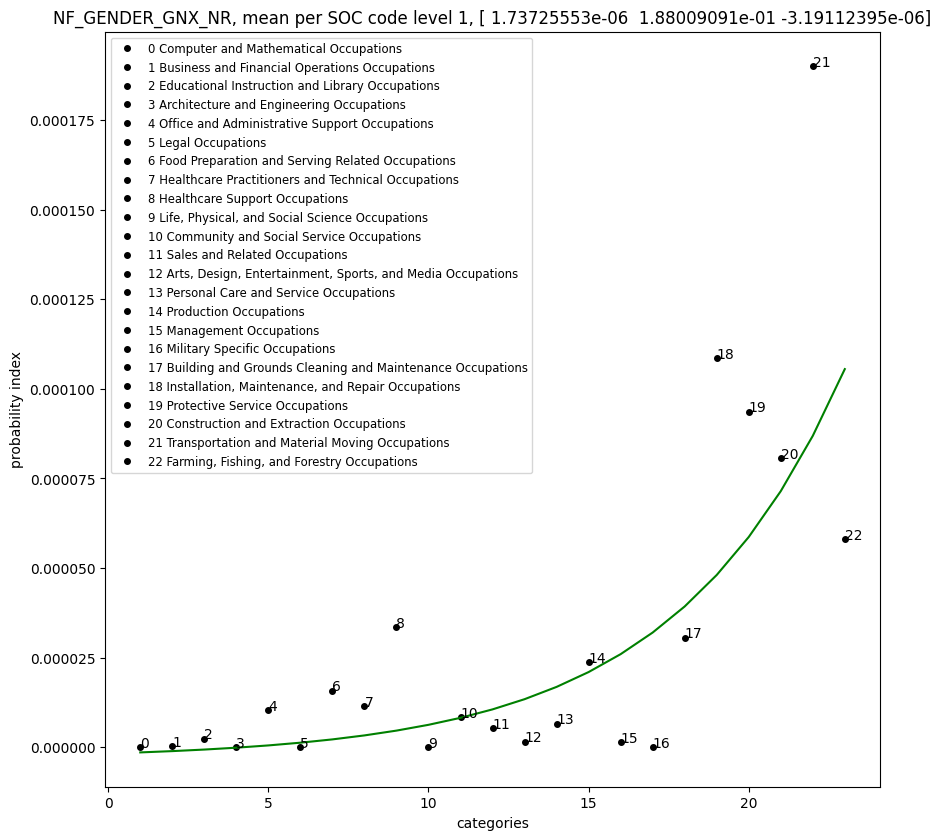 NF_GENDER_GNX_NR, mean per SOC code level 1, [ 1.73725553e-06  1.88009091e-01 -3.19112395e-06]
0 Computer and Mathematical Occupations
1 Business and Financial Operations Occupations
2 Educational Instruction and Library Occupations
3 Architecture and Engineering Occupations
4 Office and Administrative Support Occupations
5 Legal Occupations
6 Food Preparation and Serving Related Occupations
7 Healthcare Practitioners and Technical Occupations
8 Healthcare Support Occupations
9 Life, Physical, and Social Science Occupations
10 Community and Social Service Occupations
11 Sales and Related Occupations
12 Arts, Design, Entertainment, Sports, and Media Occupations
13 Personal Care and Service Occupations
14 Production Occupations
15 Management Occupations
16 Military Specific Occupations
17 Building and Grounds Cleaning and Maintenance Occupations
18 Installation, Maintenance, and Repair Occupations
19 Protective Service Occupations
20 Construction and Extraction Occupations
21 Transportation and Material Moving Occupations
22 Farming, Fishing, and Forestry Occupations
probability index
0.000175
0.000150
0.000125
0.000100
0.000075
0.000050
0.000025
0.000000
0
1
2
3
4
5
6
7
8
9
10
11
12
13
14
15
16
17
18
19
20
21
22
0
5
10
15
20
categories